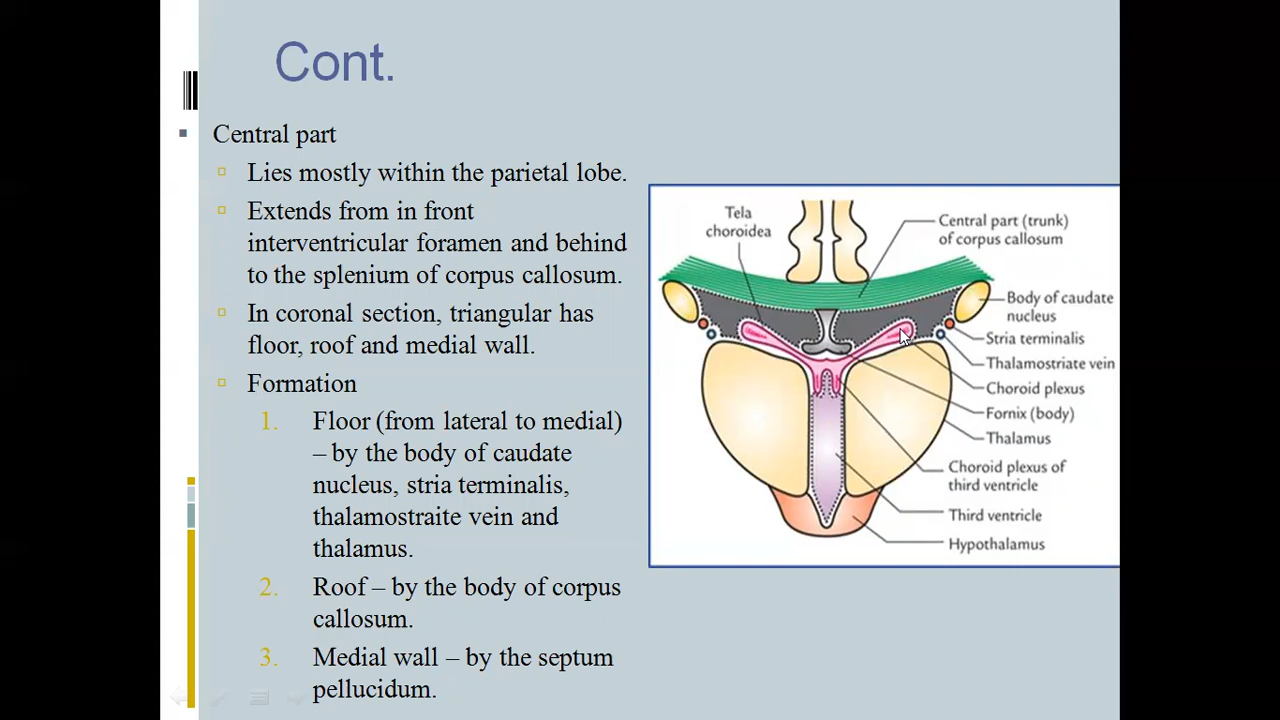 Cont.
Central part
Lies mostly within the parietal lobe.
Extends from in front
interventricular foramen and behind
to the splenium of corpus callosum.
In coronal section, triangular has
floor, roof and medial wall.
Formation
1. Floor (from lateral to medial)
– by the body of caudate
nucleus, stria terminalis,
thalamostraite vein and
thalamus.
2. Roof – by the body of corpus
callosum.
3. Medial wall – by the septum
pellucidum.
Tela
choroidea
Central part (trunk)
of corpus callosum
Body of caudate
nucleus
Stria terminalis
Thalamostriate vein
Choroid plexus
Fornix (body)
Thalamus
Choroid plexus of
third ventricle
Third ventricle
Hypothalamus